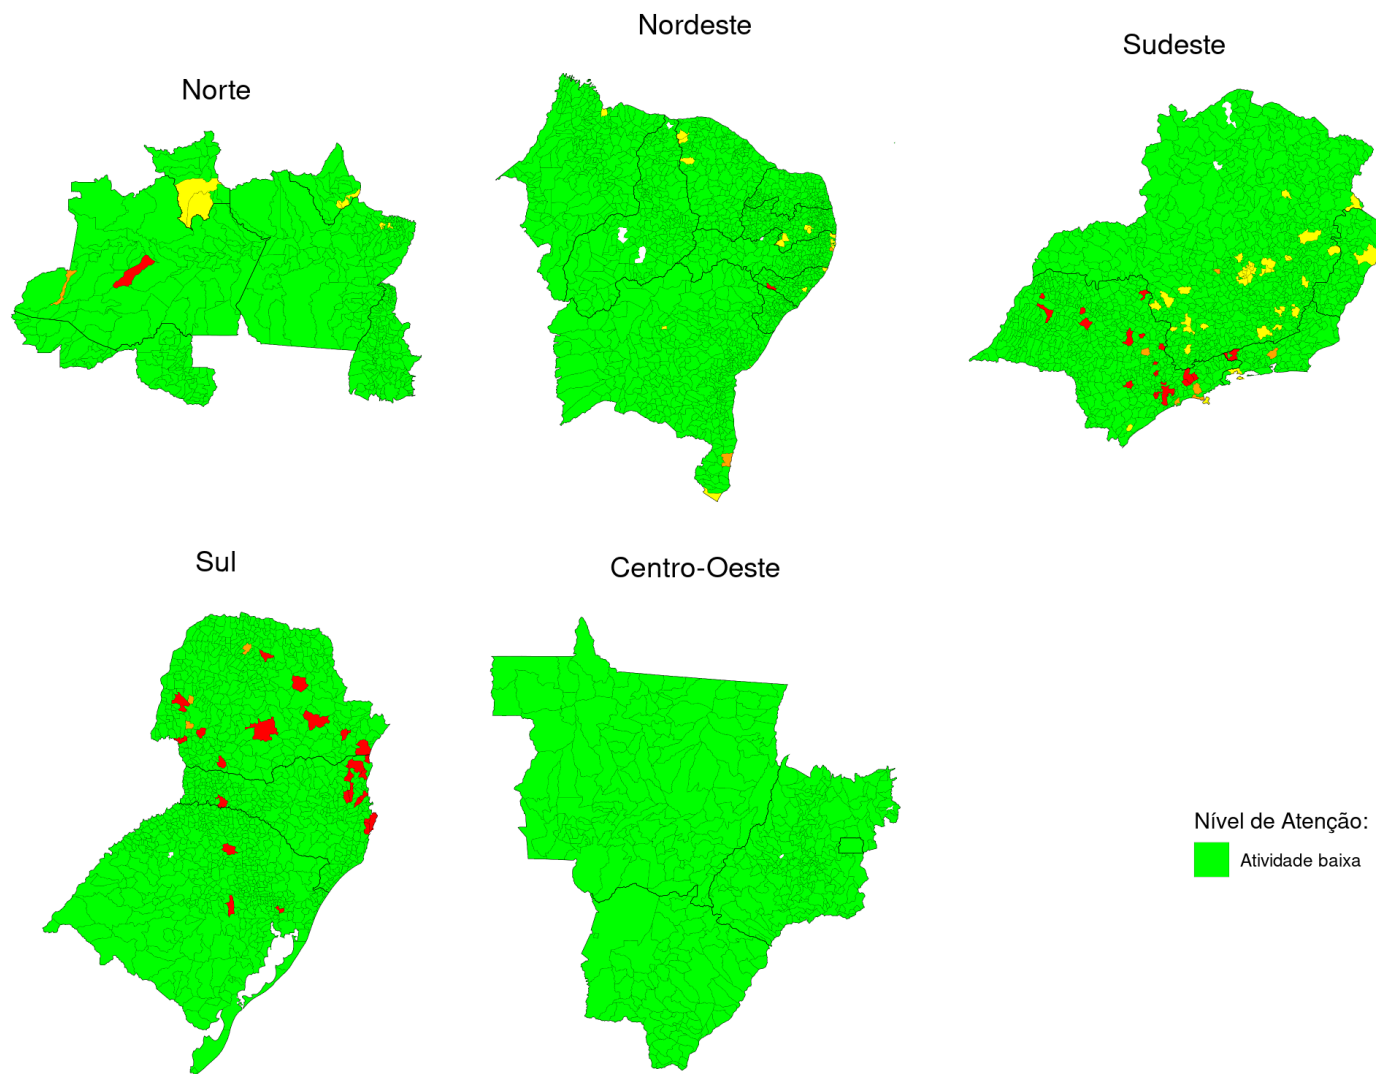 Nordeste
Sudeste
Norte
Sul
Centro-Oeste
Nível de Atenção:
Atividade baixa